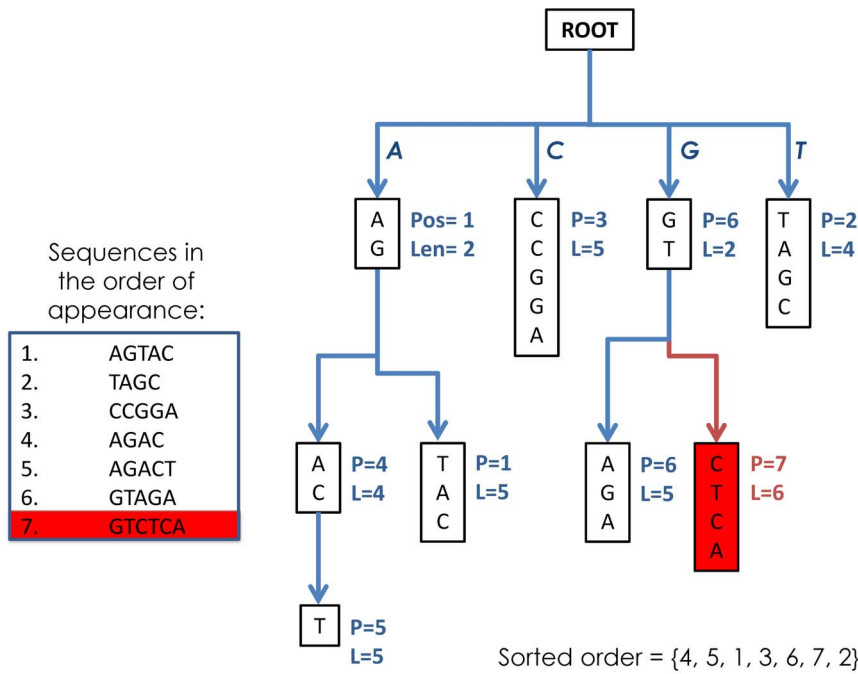 ROOT
A
C
G
T
A
G
Pos= 1
Len= 2
C
C
G
G
A
P=3
L=5
G
T
P=6
L=2
T
A
G
C
P=2
L=4
Sequences in
the order of
appearance:
1. AGTAC
2. TAGC
3. CCGGA
4. AGAC
5. AGACT
6. GTAGA
7. GTCTCA
A
C
P=4
L=4
T
A
C
P=1
L=5
A
G
A
P=6
L=5
C
T
C
A
P=7
L=6
T
P=5
L=5
Sorted order = {4, 5, 1, 3, 6, 7, 2}